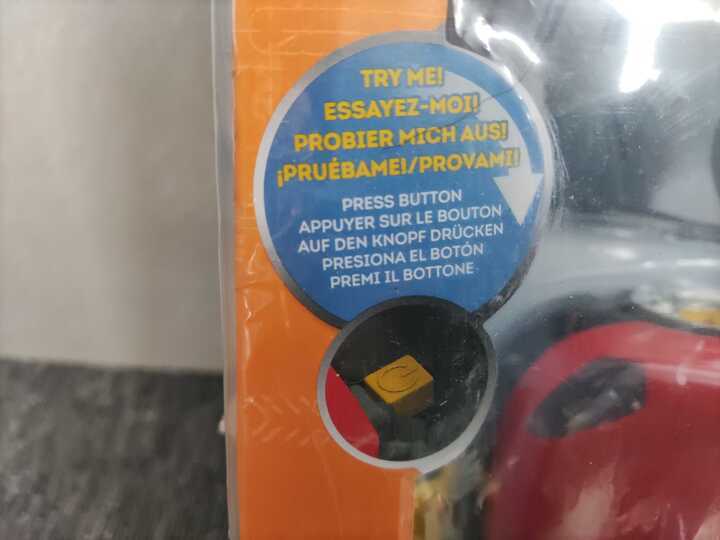 TRY ME!
ESSAYEZ-MOI!
PROBIER MICH AUS!
¡PRUÉBAME!/PROVAMI!
PRESS BUTTON
APPUYER SUR LE BOUTON
AUF DEN KNOPF DRÜCKEN
PRESIONA EL BOTÓN
PREMI IL BOTTONE